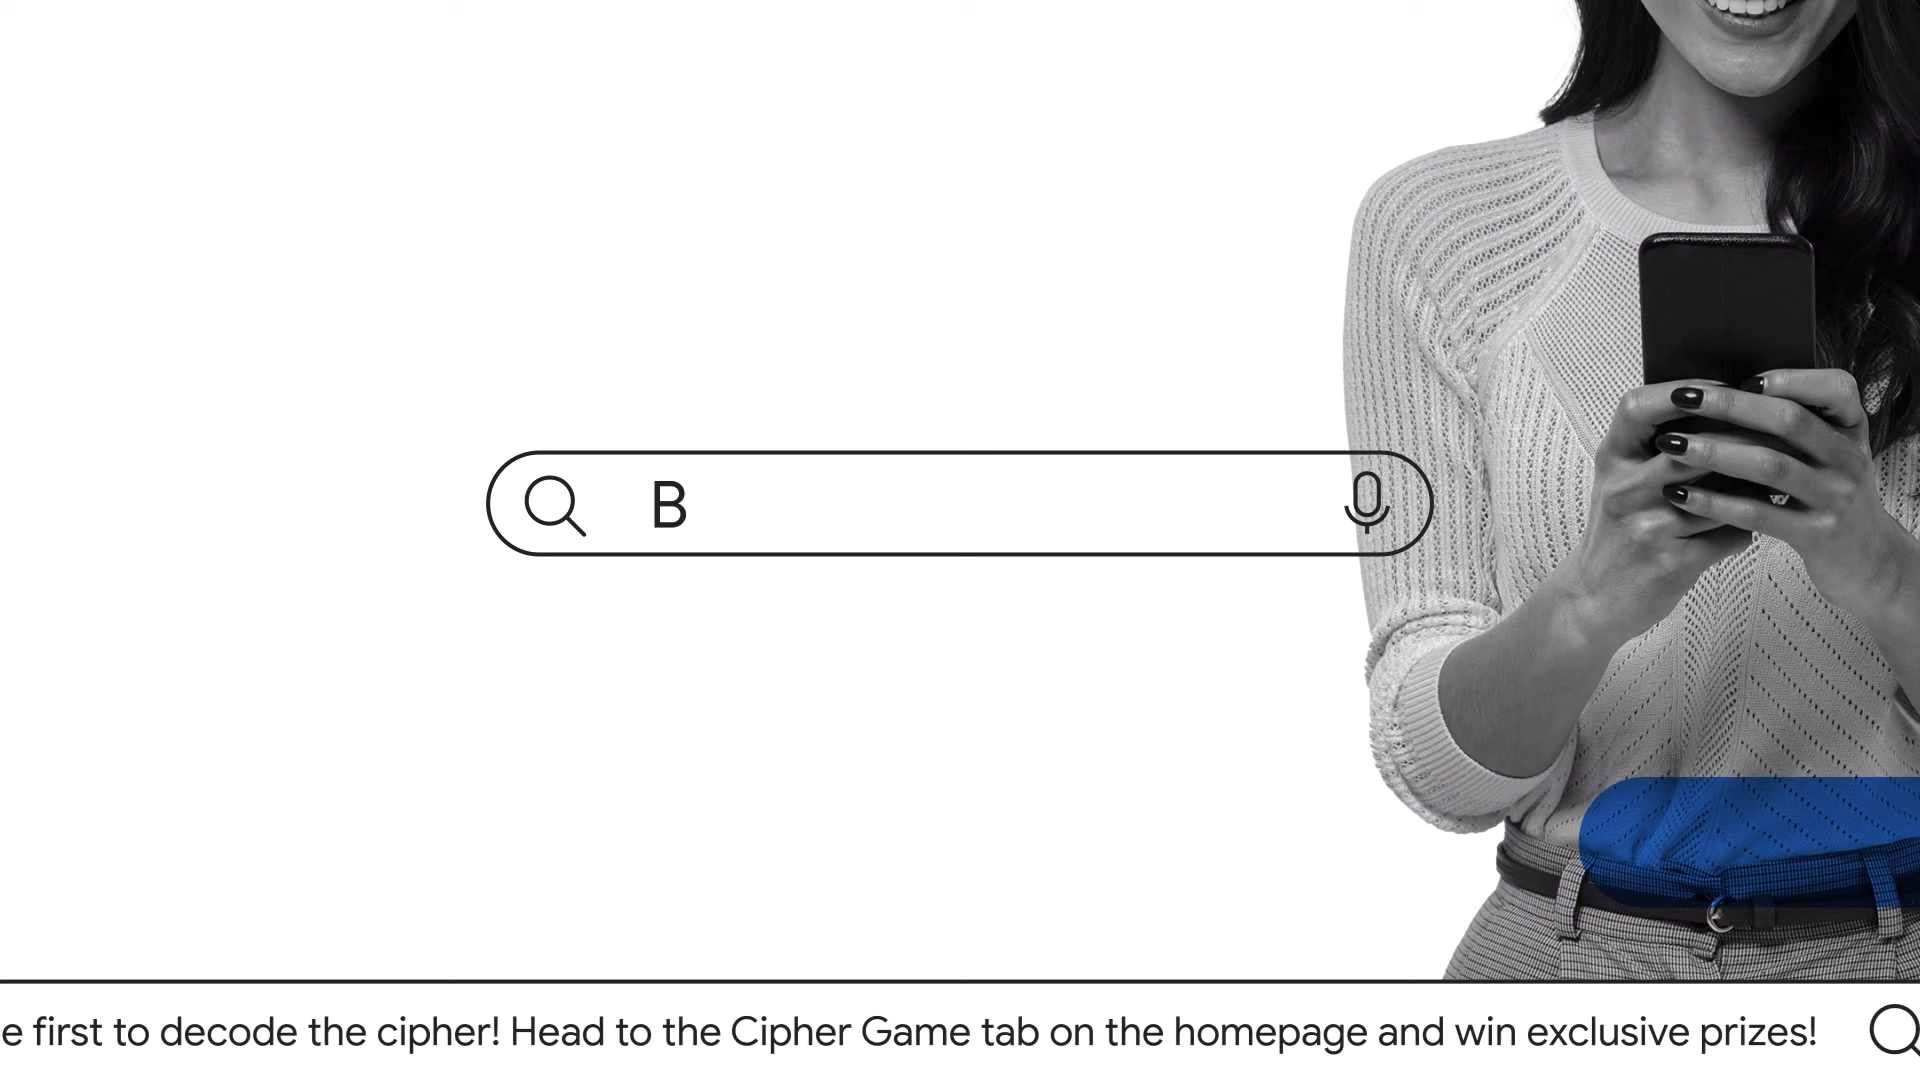 B
e first to decode the cipher! Head to the Cipher Game tab on the homepage and win exclusive prizes!